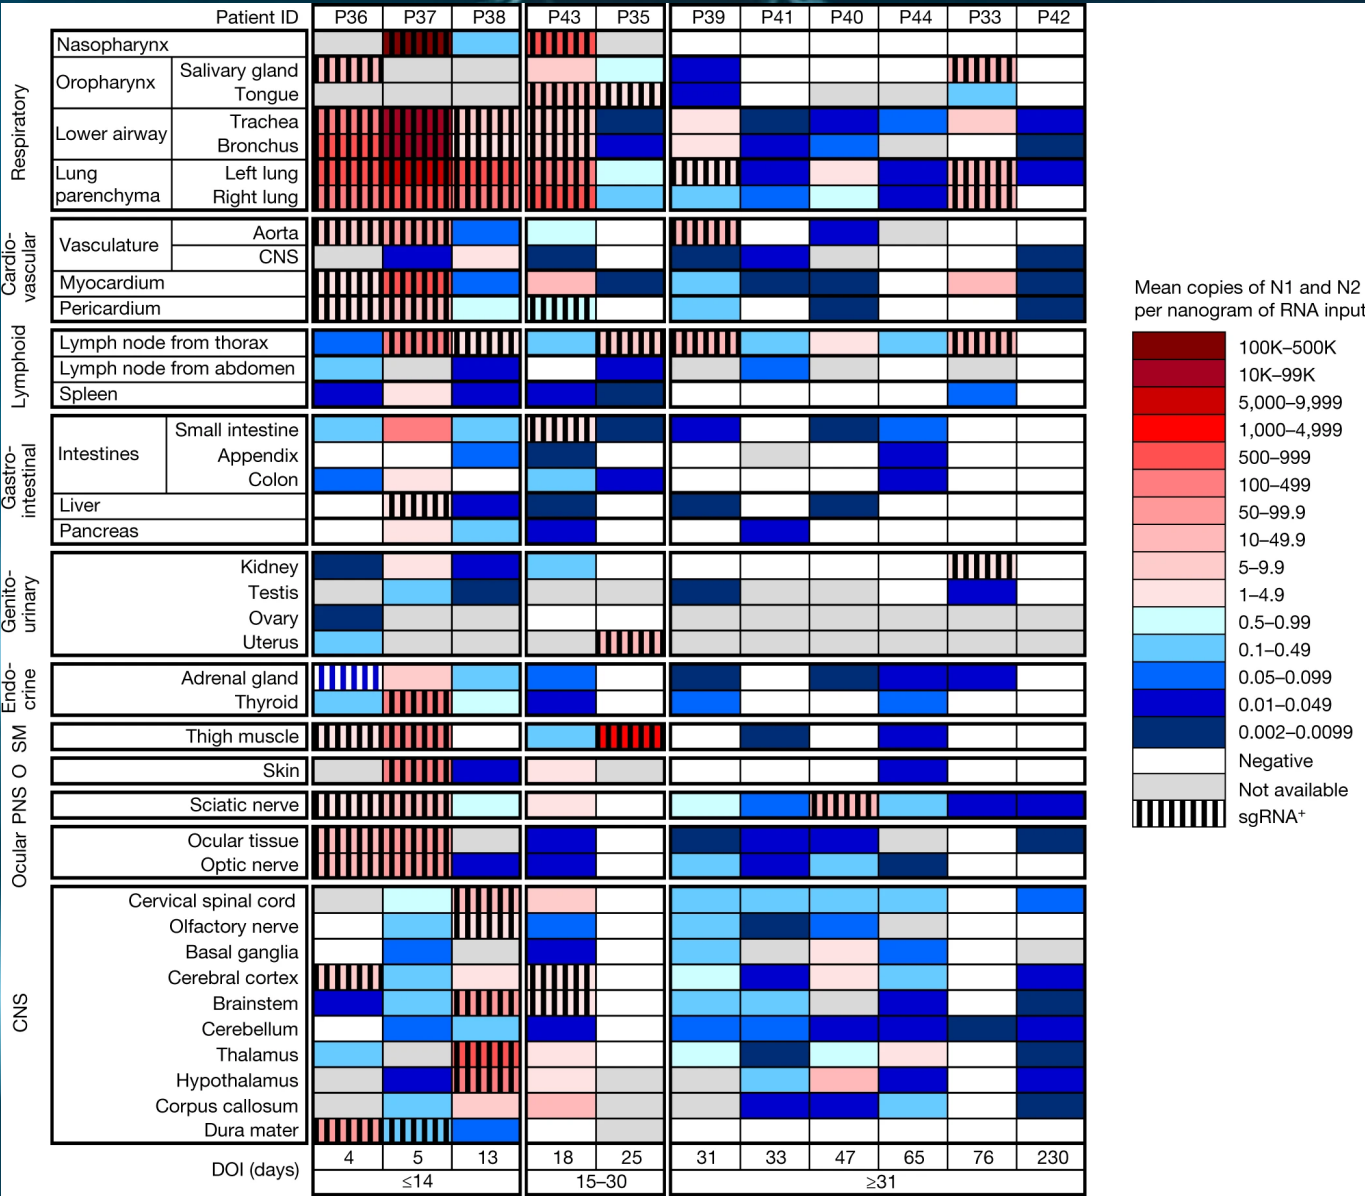 Patient ID P36 P37 P38 P43 P35 P39 P41 P40 P44 P33 P42
Respiratory
Nasopharynx
Oropharynx
Salivary gland
Tongue
Lower airway
Trachea
Bronchus
Lung
parenchyma
Left lung
Right lung
Cardio-
vascular
Vasculature
Aorta
CNS
Myocardium
Pericardium
Lymphoid
Lymph node from thorax
Lymph node from abdomen
Spleen
Gastro-
intestinal
Intestines
Small intestine
Appendix
Colon
Liver
Pancreas
Genito-
urinary
Kidney
Testis
Ovary
Uterus
Endo-
crine
Adrenal gland
Thyroid
SM
Thigh muscle
O
Skin
PNS
Sciatic nerve
Ocular
Ocular tissue
Optic nerve
CNS
Cervical spinal cord
Olfactory nerve
Basal ganglia
Cerebral cortex
Brainstem
Cerebellum
Thalamus
Hypothalamus
Corpus callosum
Dura mater
DOI (days) 4 5 13 18 25 31 33 47 65 76 230
≤14 15–30 ≥31
Mean copies of N1 and N2
per nanogram of RNA input
100K–500K
10K–99K
5,000–9,999
1,000–4,999
500–999
100–499
50–99.9
10–49.9
5–9.9
1–4.9
0.5–0.99
0.1–0.49
0.05–0.099
0.01–0.049
0.002–0.0099
Negative
Not available
sgRNA⁺